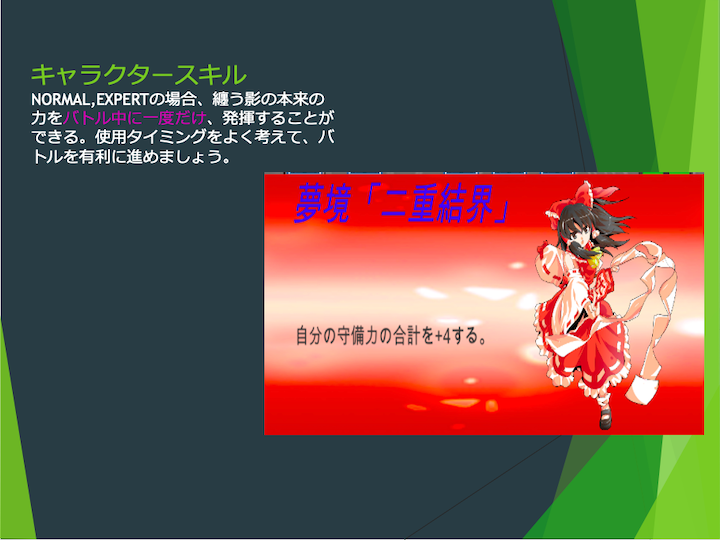 キャラクタースキル
NORMAL,EXPERTの場合、纏う影の本来の
力をバトル中に一度だけ、発揮することが
できる。使用タイミングをよく考えて、バ
トルを有利に進めましょう。
夢境「二重結界」
自分の守備力の合計を+4する。